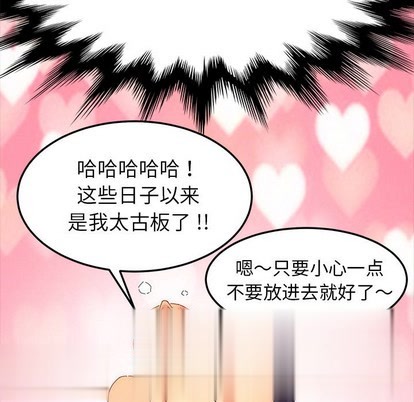 哈哈哈哈哈！
这些日子以来
是我太古板了!!
嗯～只要小心一点
不要放进去就好了～